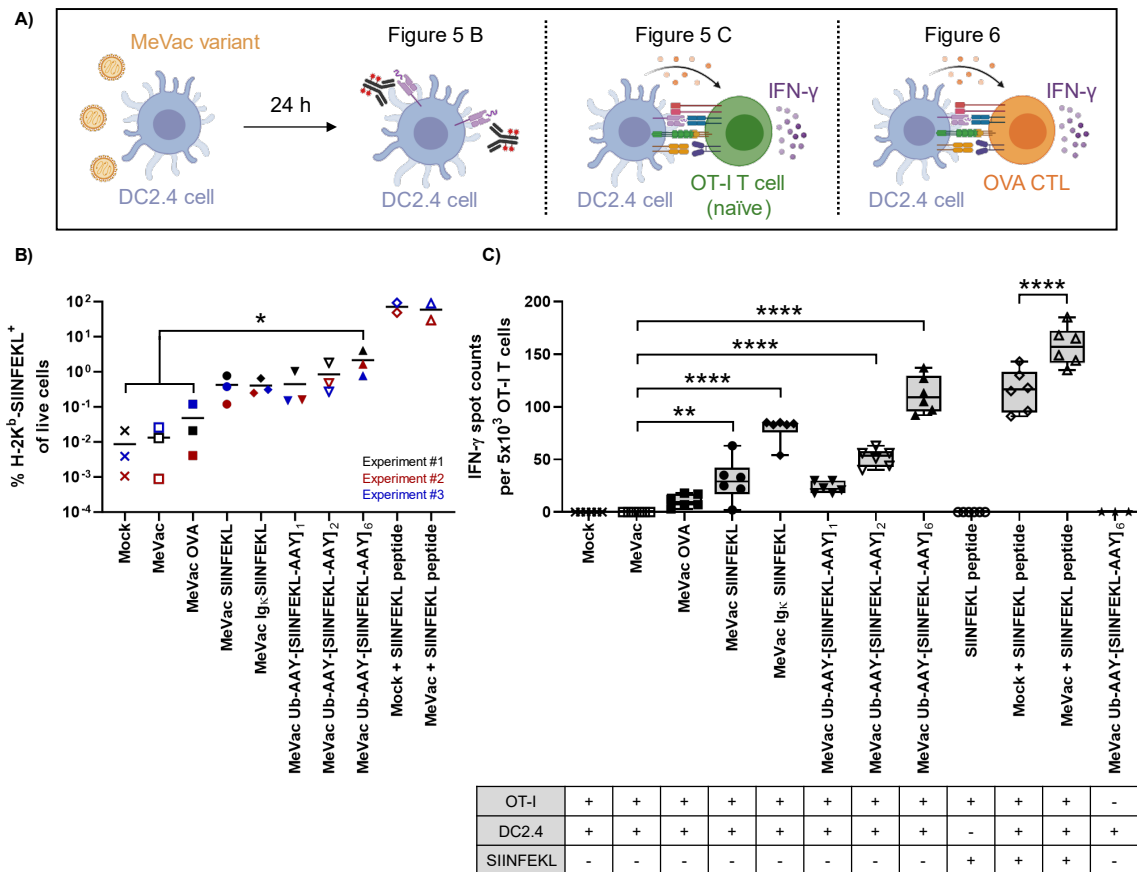 A)
MeVac variant
24 h
DC2.4 cell
Figure 5 B
DC2.4 cell
Figure 5 C
IFN-γ
DC2.4 cell
OT-I T cell
(naïve)
Figure 6
IFN-γ
DC2.4 cell
OVA CTL
B)
% H-2Kᵇ-SIINFEKL⁺
of live cells
10²
10¹
10⁰
10⁻¹
10⁻²
10⁻³
10⁻⁴
*
Experiment #1
Experiment #2
Experiment #3
Mock
MeVac
MeVac OVA
MeVac SIINFEKL
MeVac Igκ SIINFEKL
MeVac Ub-AAY-[SIINFEKL-AAY]₁
MeVac Ub-AAY-[SIINFEKL-AAY]₂
MeVac Ub-AAY-[SIINFEKL-AAY]₆
Mock + SIINFEKL peptide
MeVac + SIINFEKL peptide
C)
IFN-γ spot counts
per 5x10³ OT-I T cells
200
150
100
50
0
****
****
****
**
****
Mock
MeVac
MeVac OVA
MeVac SIINFEKL
MeVac Igκ SIINFEKL
MeVac Ub-AAY-[SIINFEKL-AAY]₁
MeVac Ub-AAY-[SIINFEKL-AAY]₂
MeVac Ub-AAY-[SIINFEKL-AAY]₆
SIINFEKL peptide
Mock + SIINFEKL peptide
MeVac + SIINFEKL peptide
MeVac Ub-AAY-[SIINFEKL-AAY]₆
OT-I + + + + + + + + + + + -
DC2.4 + + + + + + + + - + + +
SIINFEKL - - - - - - - - + + + -